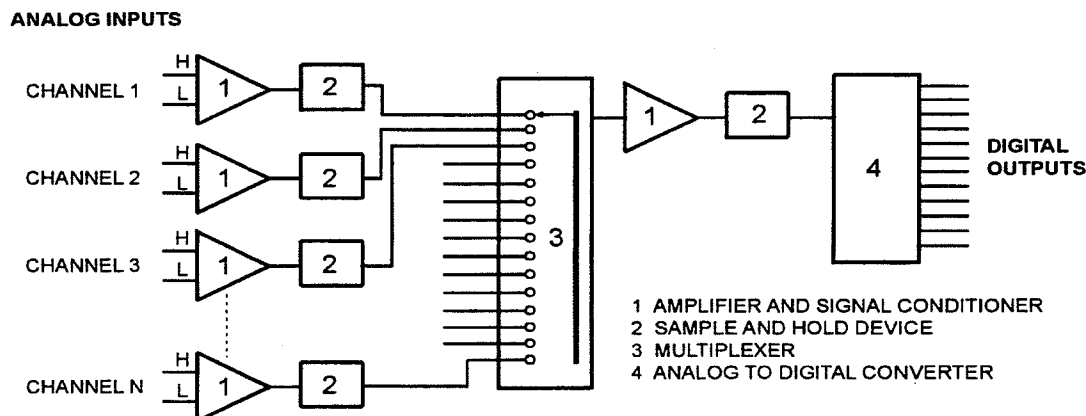 ANALOG INPUTS
H
CHANNEL 1
L
1
2
H
CHANNEL 2
L
1
2
H
CHANNEL 3
L
1
2
H
CHANNEL N
L
1
2
3
1
2
4
DIGITAL
OUTPUTS
1 AMPLIFIER AND SIGNAL CONDITIONER
2 SAMPLE AND HOLD DEVICE
3 MULTIPLEXER
4 ANALOG TO DIGITAL CONVERTER